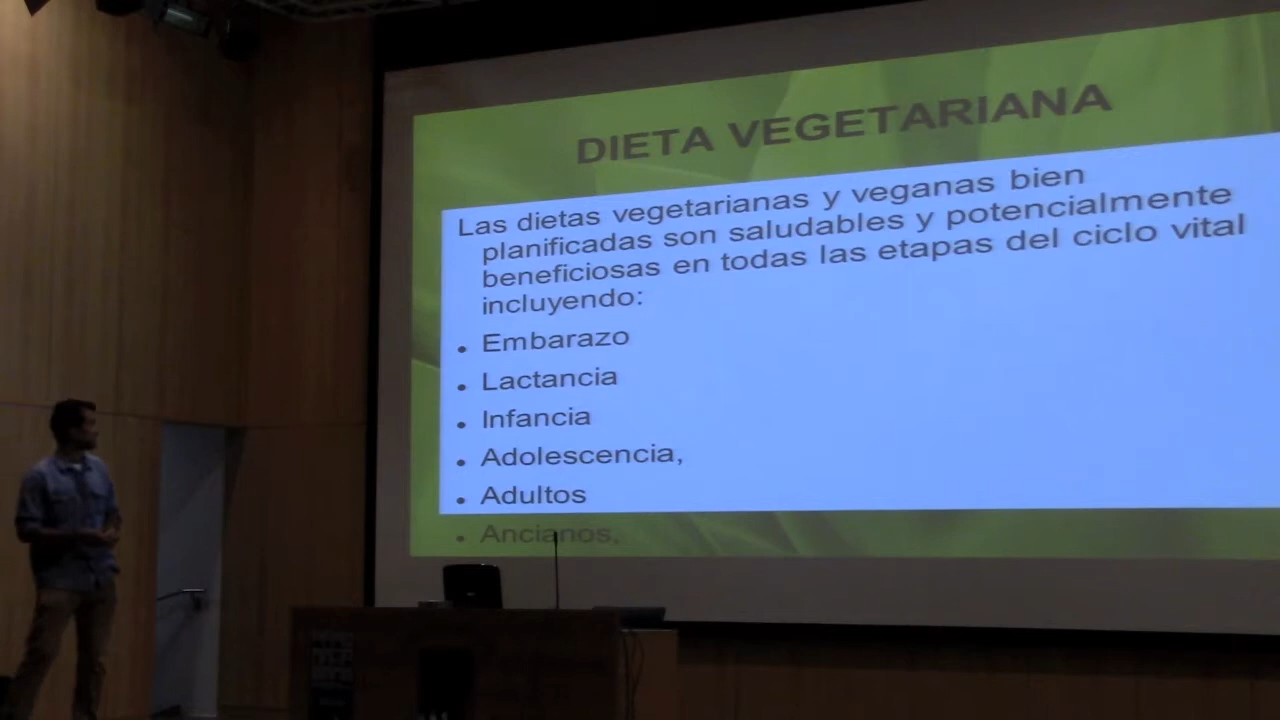 DIETA VEGETARIANA
Las dietas vegetarianas y veganas bien
planificadas son saludables y potencialmente
beneficiosas en todas las etapas del ciclo vital
incluyendo:
• Embarazo
• Lactancia
• Infancia
• Adolescencia,
• Adultos
• Ancianos,